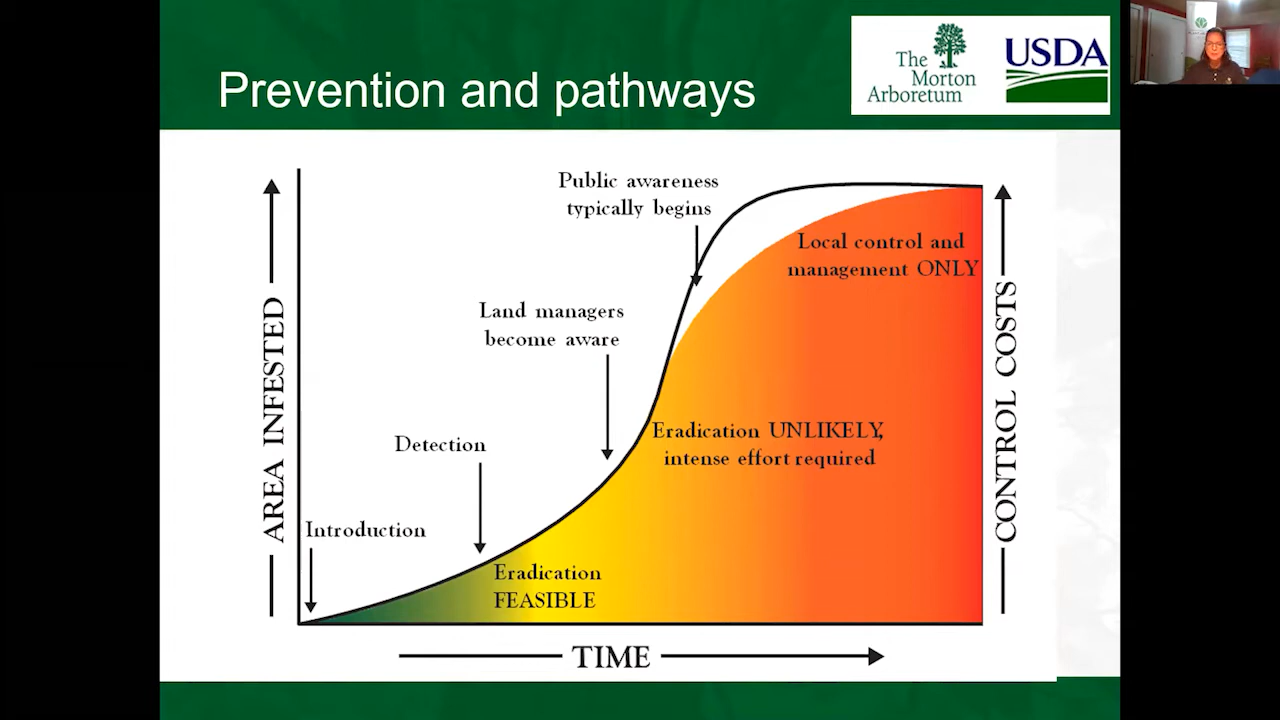 Prevention and pathways
The
Morton
Arboretum
USDA
Public awareness
typically begins
Local control and
management ONLY
Land managers
become aware
Eradication UNLIKELY,
intense effort required
Detection
Introduction
Eradication
FEASIBLE
AREA INFESTED
CONTROL COSTS
TIME